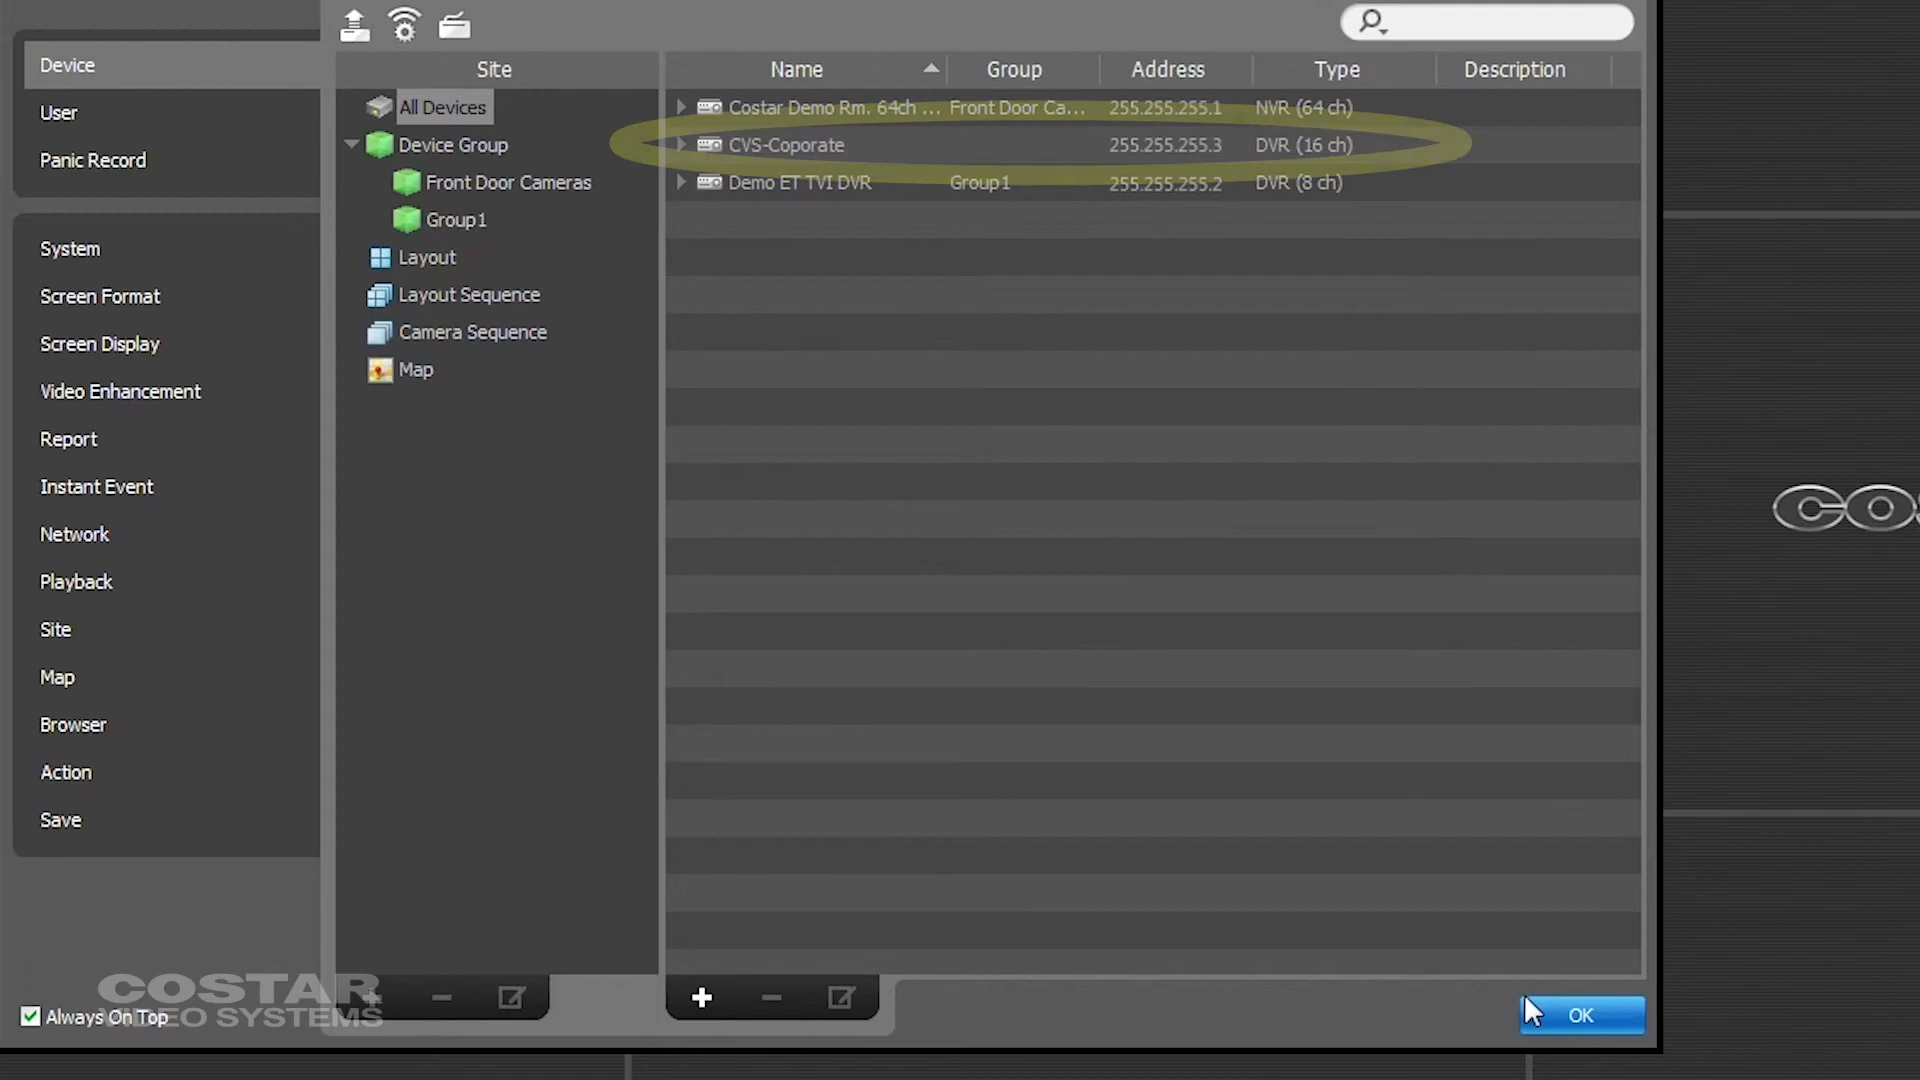 Device
User
Panic Record
System
Screen Format
Screen Display
Video Enhancement
Report
Instant Event
Network
Playback
Site
Map
Browser
Action
Save
Always On Top
COSTAR
VIDEO SYSTEMS
Site
All Devices
Device Group
Front Door Cameras
Group1
Layout
Layout Sequence
Camera Sequence
Map
Name Group Address Type Description
Costar Demo Rm. 64ch ... Front Door Ca... 255.255.255.1 NVR (64 ch)
CVS-Coporate 255.255.255.3 DVR (16 ch)
Demo ET TVI DVR Group1 255.255.255.2 DVR (8 ch)
OK